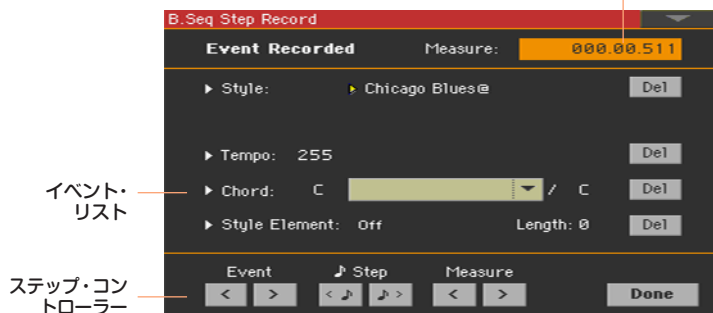 B.Seq Step Record
Event Recorded Measure: 000.00.511
Style: Chicago Blues@ Del
Tempo: 255 Del
イベント・
リスト
Chord: C / C Del
Style Element: Off Length: 0 Del
ステップ・コン
トローラー
Event ♪ Step Measure
< > < ♪ ♪ > < > Done